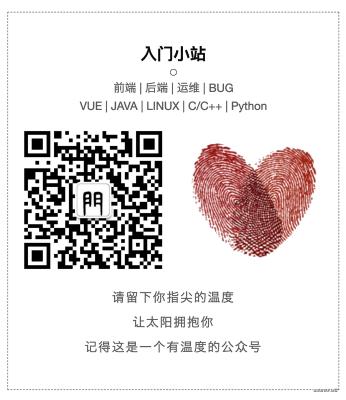 入门小站
前端 | 后端 | 运维 | BUG
VUE | JAVA | LINUX | C/C++ | Python
門
请留下你指尖的温度
让太阳拥抱你
记得这是一个有温度的公众号